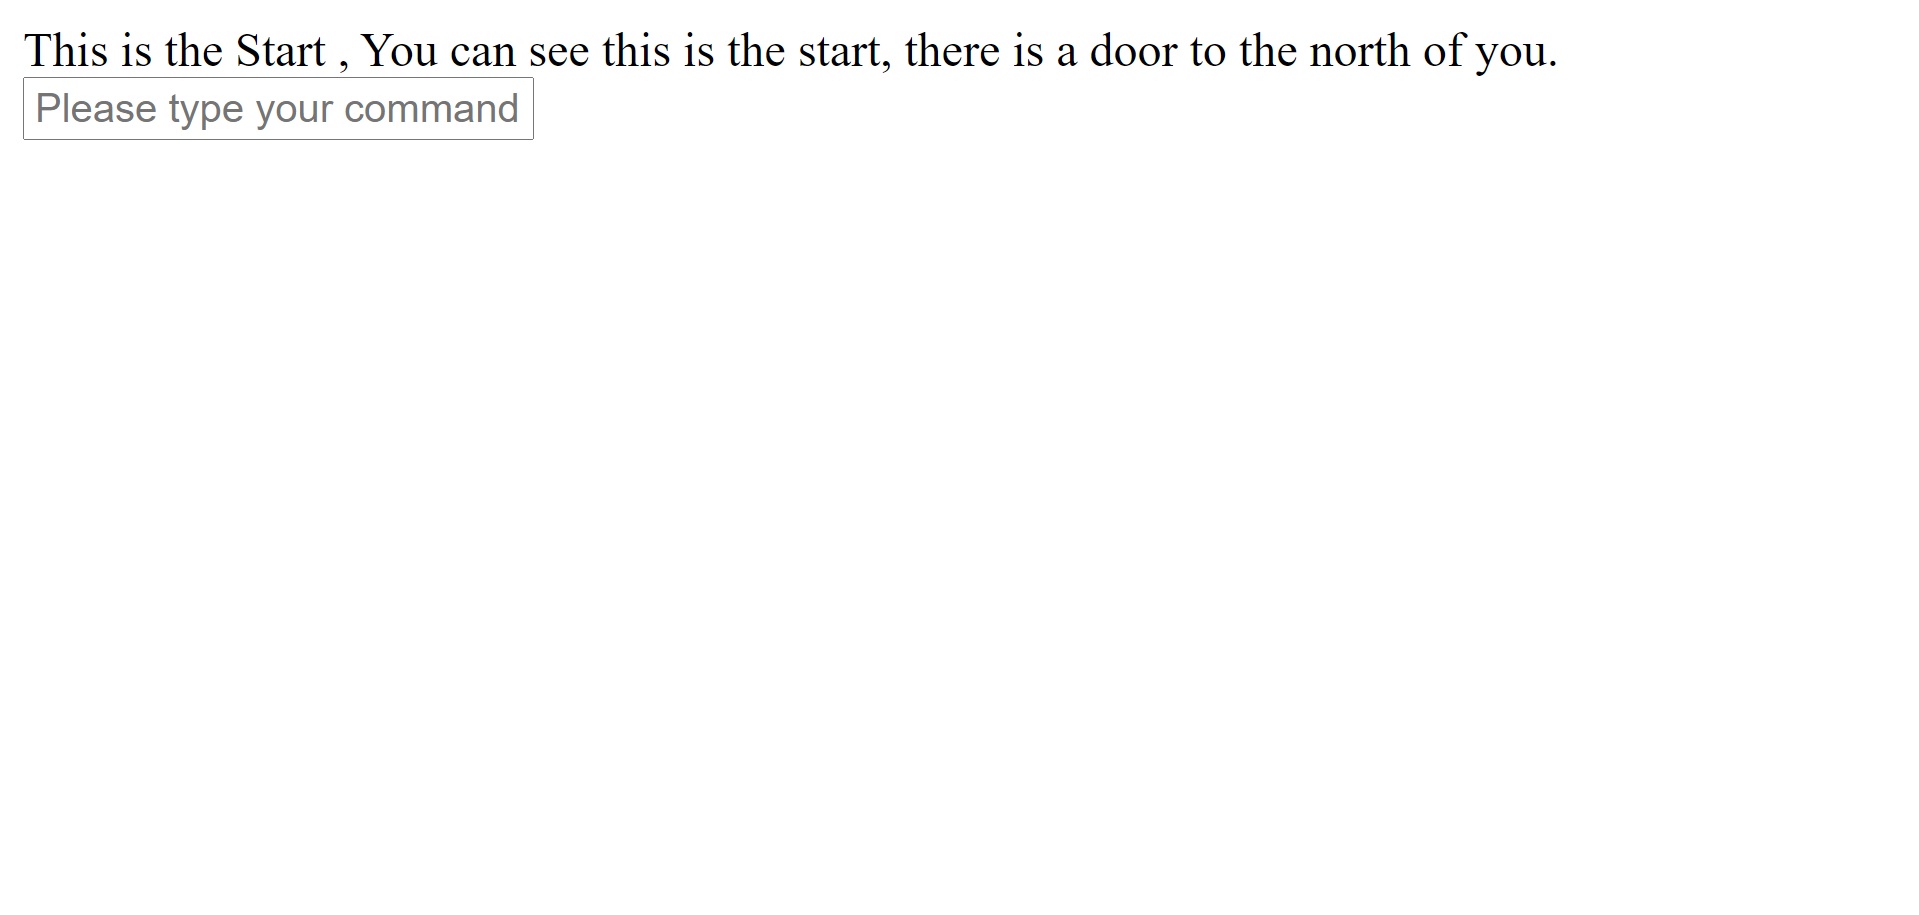 This is the Start , You can see this is the start, there is a door to the north of you.
Please type your command